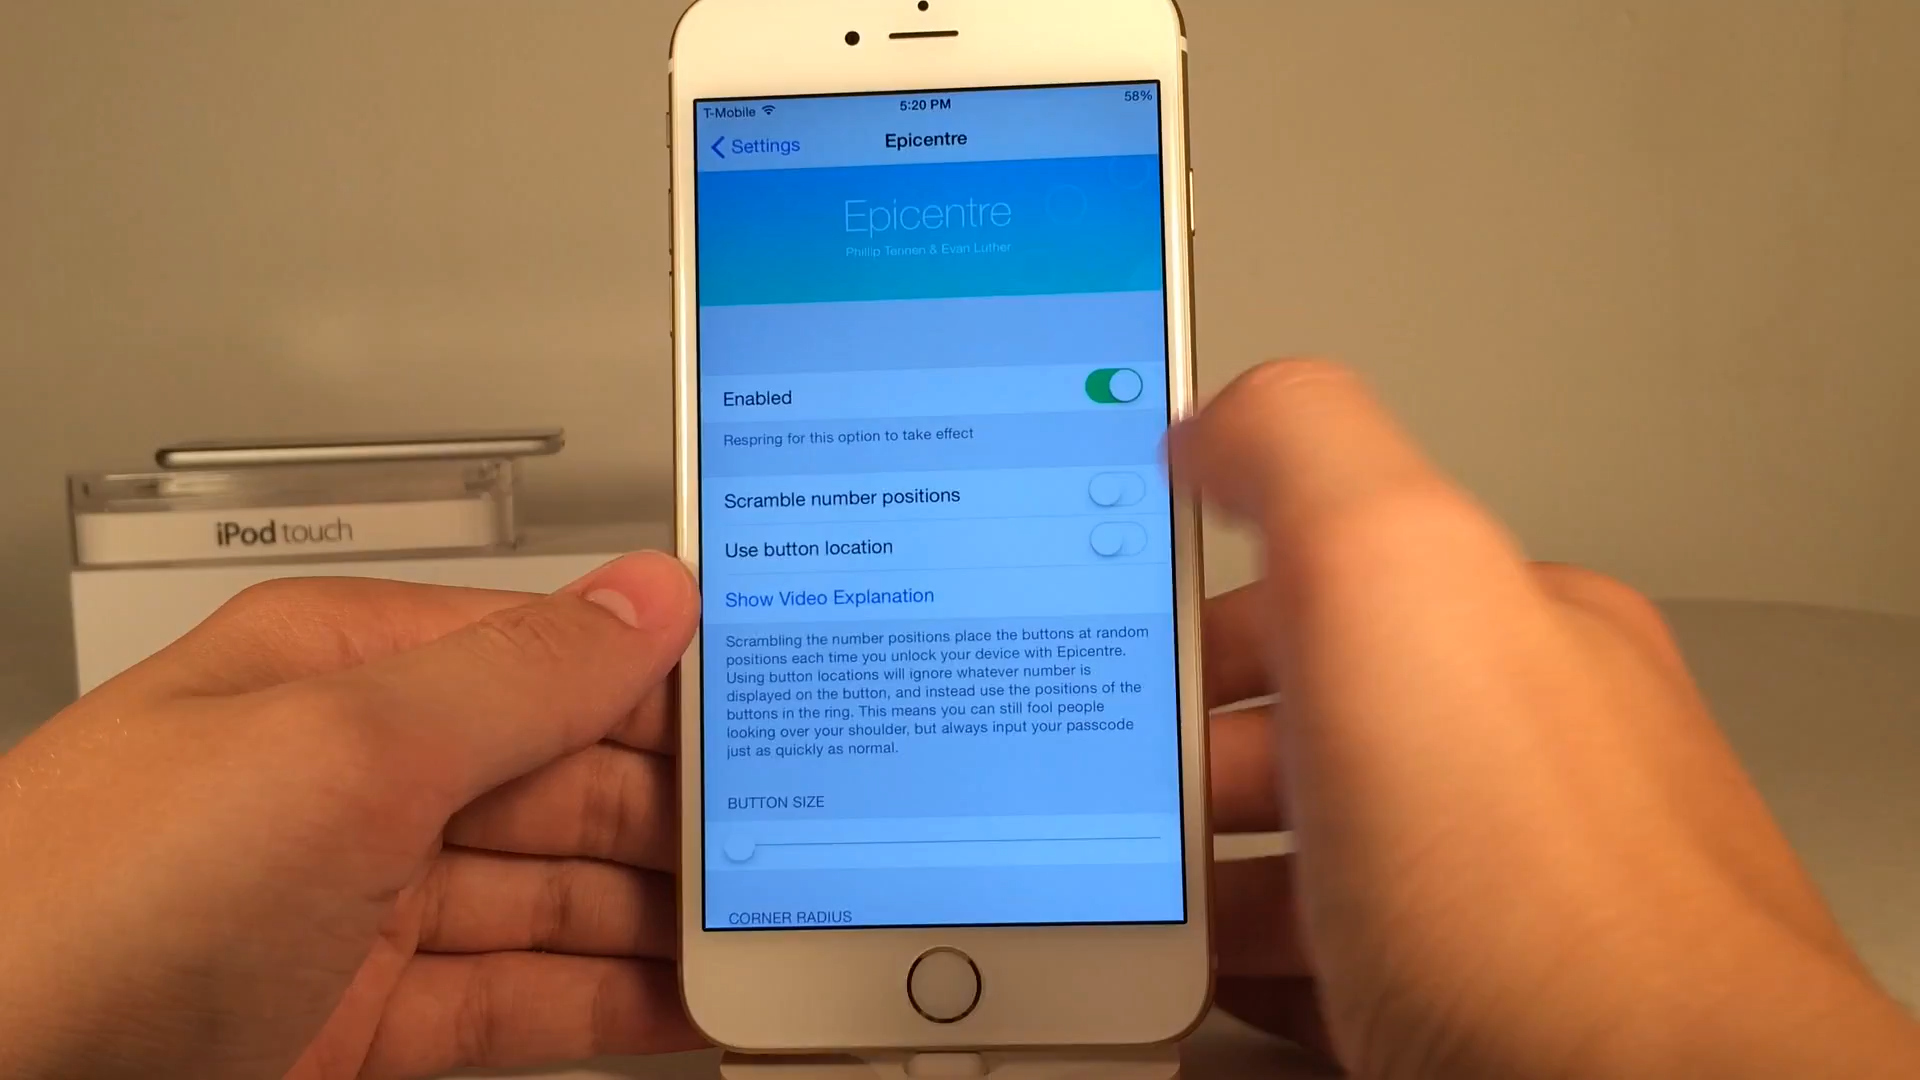 T-Mobile
5:20 PM
58%
Settings
Epicentre
Epicentre
Phillip Tennen & Evan Luther
Enabled
Respring for this option to take effect
Scramble number positions
Use button location
Show Video Explanation
Scrambling the number positions place the buttons at random
positions each time you unlock your device with Epicentre.
Using button locations will ignore whatever number is
displayed on the button, and instead use the positions of the
buttons in the ring. This means you can still fool people
looking over your shoulder, but always input your passcode
just as quickly as normal.
BUTTON SIZE
CORNER RADIUS
iPod touch